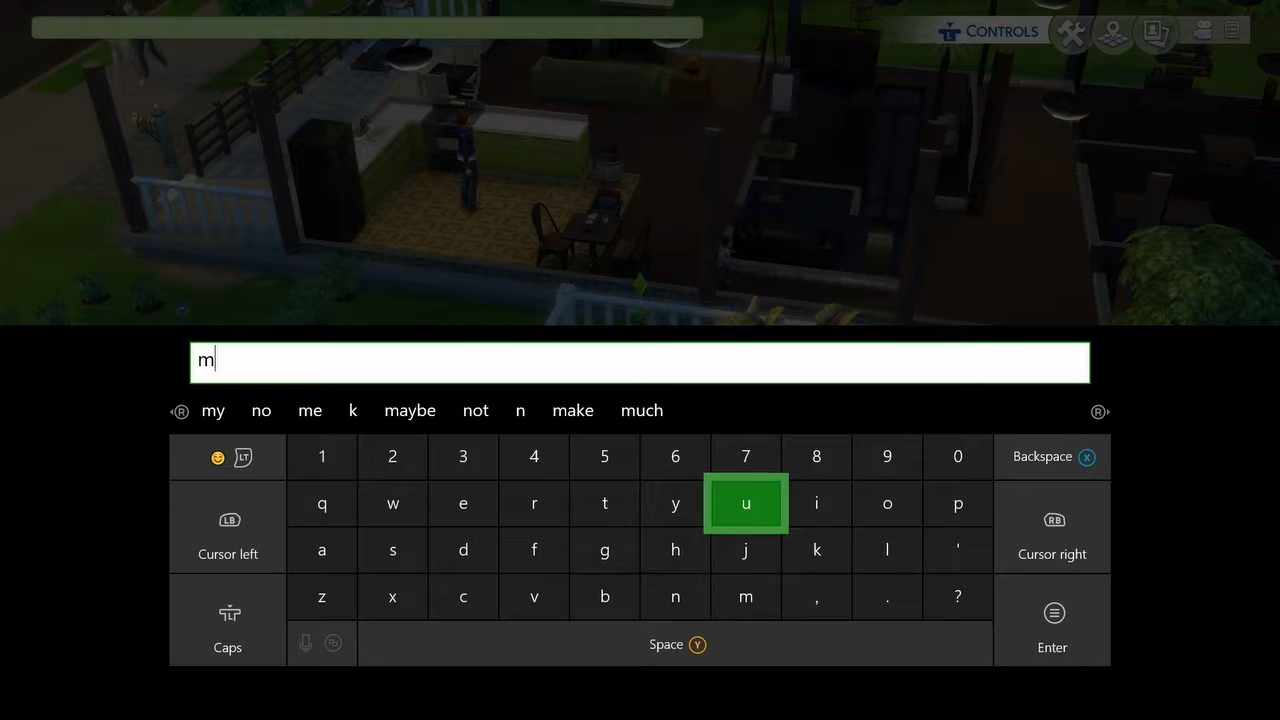 CONTROLS
m
R my no me k maybe not n make much R
😊 LT 1 2 3 4 5 6 7 8 9 0 Backspace X
q w e r t y u i o p
LB RB
Cursor left a s d f g h j k l ' Cursor right
z x c v b n m , . ?
Caps Space Y Enter